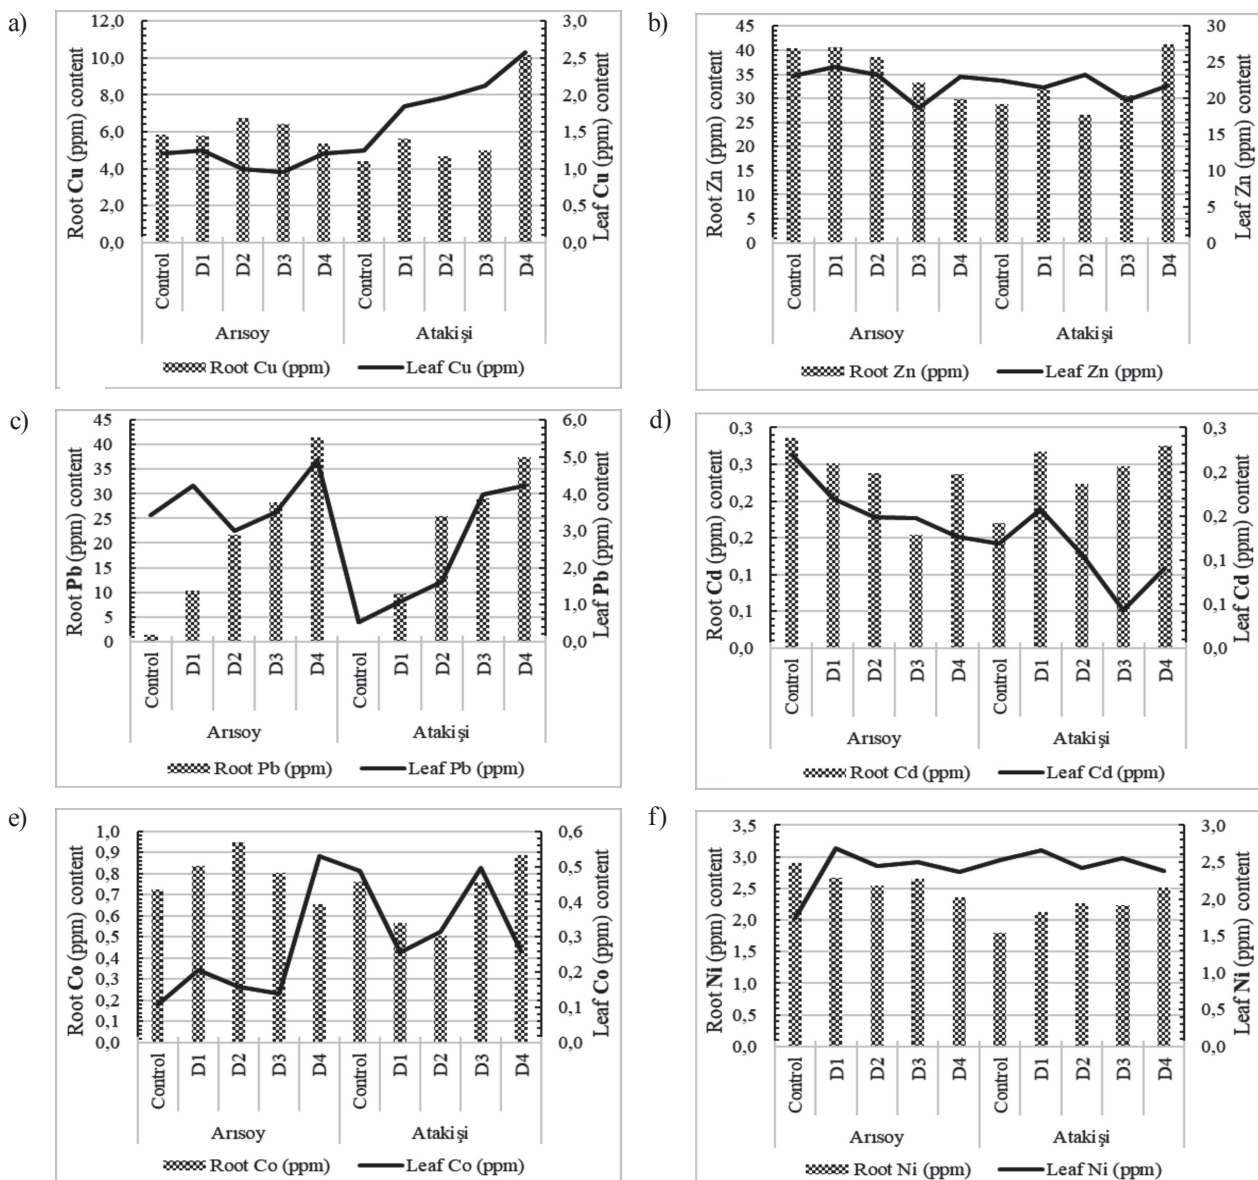 a)
12,0
10,0
8,0
6,0
4,0
2,0
0,0
Root Cu (ppm) content
3,0
2,5
2,0
1,5
1,0
0,5
0,0
Leaf Cu (ppm) content
Control D1 D2 D3 D4 Control D1 D2 D3 D4
Arısoy Atakişi
Root Cu (ppm) Leaf Cu (ppm)
b)
45
40
35
30
25
20
15
10
5
0
Root Zn (ppm) content
30
25
20
15
10
5
0
Leaf Zn (ppm) content
Control D1 D2 D3 D4 Control D1 D2 D3 D4
Arısoy Atakişi
Root Zn (ppm) Leaf Zn (ppm)
c)
45
40
35
30
25
20
15
10
5
0
Root Pb (ppm) content
6,0
5,0
4,0
3,0
2,0
1,0
0,0
Leaf Pb (ppm) content
Control D1 D2 D3 D4 Control D1 D2 D3 D4
Arısoy Atakişi
Root Pb (ppm) Leaf Pb (ppm)
d)
0,3
0,3
0,2
0,2
0,1
0,1
0,0
Root Cd (ppm) content
0,3
0,2
0,2
0,1
0,1
0,0
Leaf Cd (ppm) content
Control D1 D2 D3 D4 Control D1 D2 D3 D4
Arısoy Atakişi
Root Cd (ppm) Leaf Cd (ppm)
e)
1,0
0,9
0,8
0,7
0,6
0,5
0,4
0,3
0,2
0,1
0,0
Root Co (ppm) content
0,6
0,5
0,4
0,3
0,2
0,1
0,0
Leaf Co (ppm) content
Control D1 D2 D3 D4 Control D1 D2 D3 D4
Arısoy Atakişi
Root Co (ppm) Leaf Co (ppm)
f)
3,5
3,0
2,5
2,0
1,5
1,0
0,5
0,0
Root Ni (ppm) content
3,0
2,5
2,0
1,5
1,0
0,5
0,0
Leaf Ni (ppm) content
Control D1 D2 D3 D4 Control D1 D2 D3 D4
Arısoy Atakişi
Root Ni (ppm) Leaf Ni (ppm)